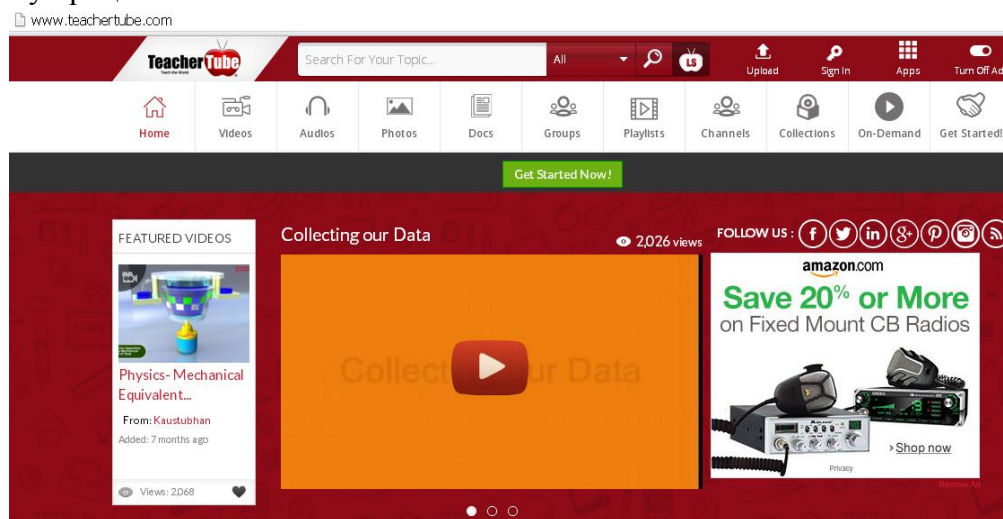 www.teachertube.com
TeacherTube
Teach the World
Search For Your Topic...
All
LS
Upload
Sign In
Apps
Turn Off Ad
Home
Videos
Audios
Photos
Docs
Groups
Playlists
Channels
Collections
On-Demand
Get Started!
Get Started Now!
FEATURED VIDEOS
Physics- Mechanical
Equivalent...
From: Kaustubhan
Added: 7 months ago
Views: 2,068
Collecting our Data
2,026 views
Collect ur Data
FOLLOW US :
amazon.com
Save 20% or More
on Fixed Mount CB Radios
Shop now
Privacy
Remove Ad